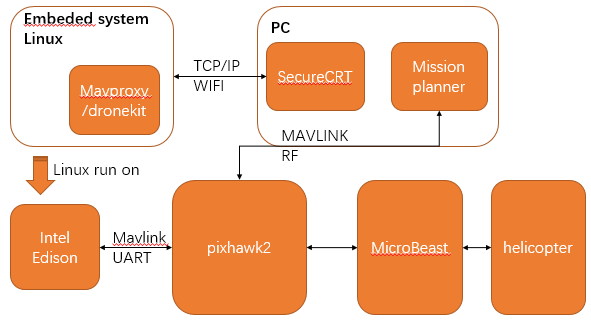 Embeded system
Linux
Mavproxy
/dronekit
TCP/IP
WIFI
PC
SecureCRT
Mission
planner
MAVLINK
RF
Linux run on
Intel
Edison
Mavlink
UART
pixhawk2
MicroBeast
helicopter